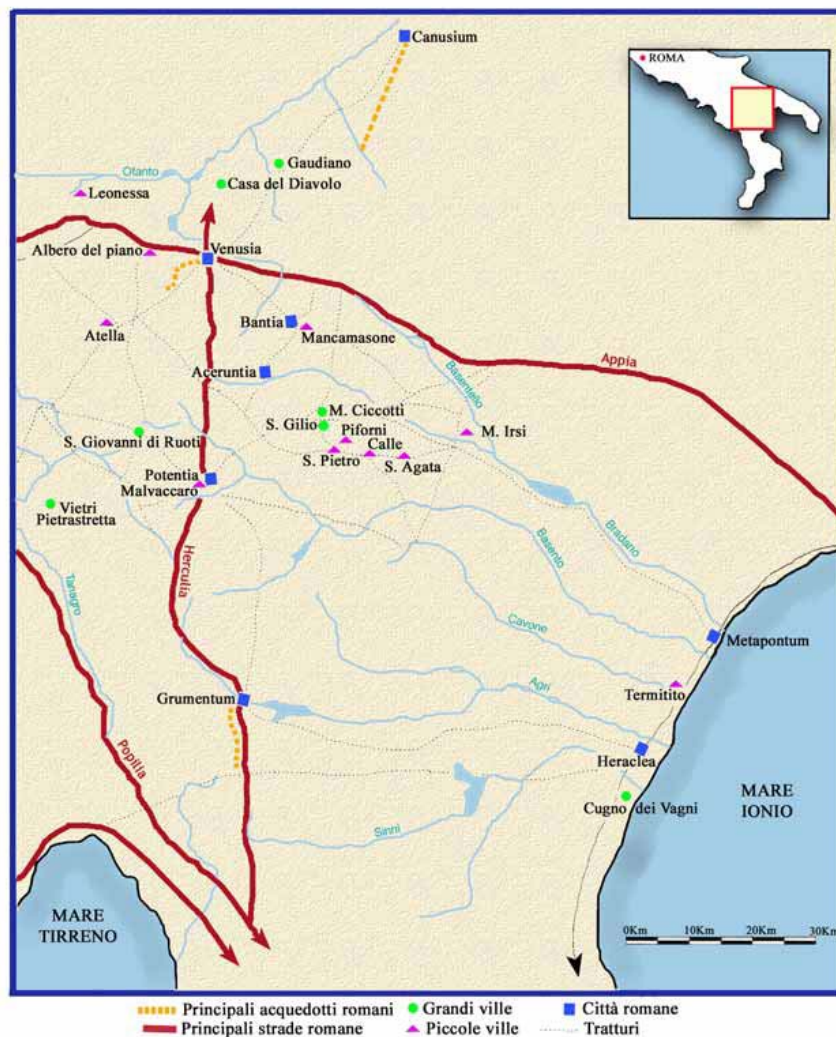 Canusium
ROMA
Gaudiano
Ofanto
Casa del Diavolo
Leonessa
Venusia
Albero del piano
Bantia
Mancamasone
Atella
Aceruntia
Appia
Basentello
M. Ciccotti
S. Gilio
Piforni
M. Irsi
S. Giovanni di Ruoti
Calle
S. Pietro
S. Agata
Potentia
Malvaccaro
Vietri
Pietrastretta
Bradano
Basento
Herculia
Tanagro
Cavone
Metapontum
Agri
Termitito
Grumentum
Heraclea
Popilia
MARE
IONIO
Cugno dei Vagni
Sinni
MARE
TIRRENO
0Km 10Km 20Km 30Km
Principali acquedotti romani Grandi ville Città romane
Principali strade romane Piccole ville Tratturi